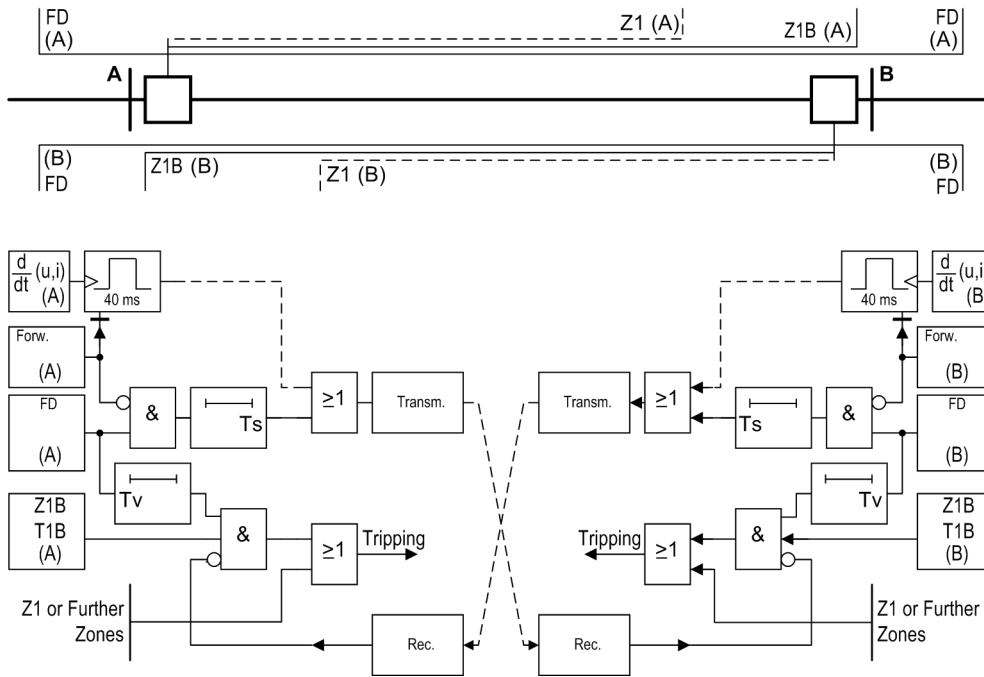 FD
(A)
Z1 (A)
Z1B (A)
FD
(A)
A
B
(B)
FD
Z1B (B)
Z1 (B)
(B)
FD
d
dt
(u,i)
(A)
40 ms
40 ms
d
dt
(u,i)
(B
Forw.
(A)
Forw.
(B)
FD
(A)
&
Ts
≥1
Transm.
Transm.
≥1
Ts
&
FD
(B)
Tv
Tv
Z1B
T1B
(A)
&
≥1
Tripping
Tripping
≥1
&
Z1B
T1B
(B)
Z1 or Further
Zones
Rec.
Rec.
Z1 or Further
Zones